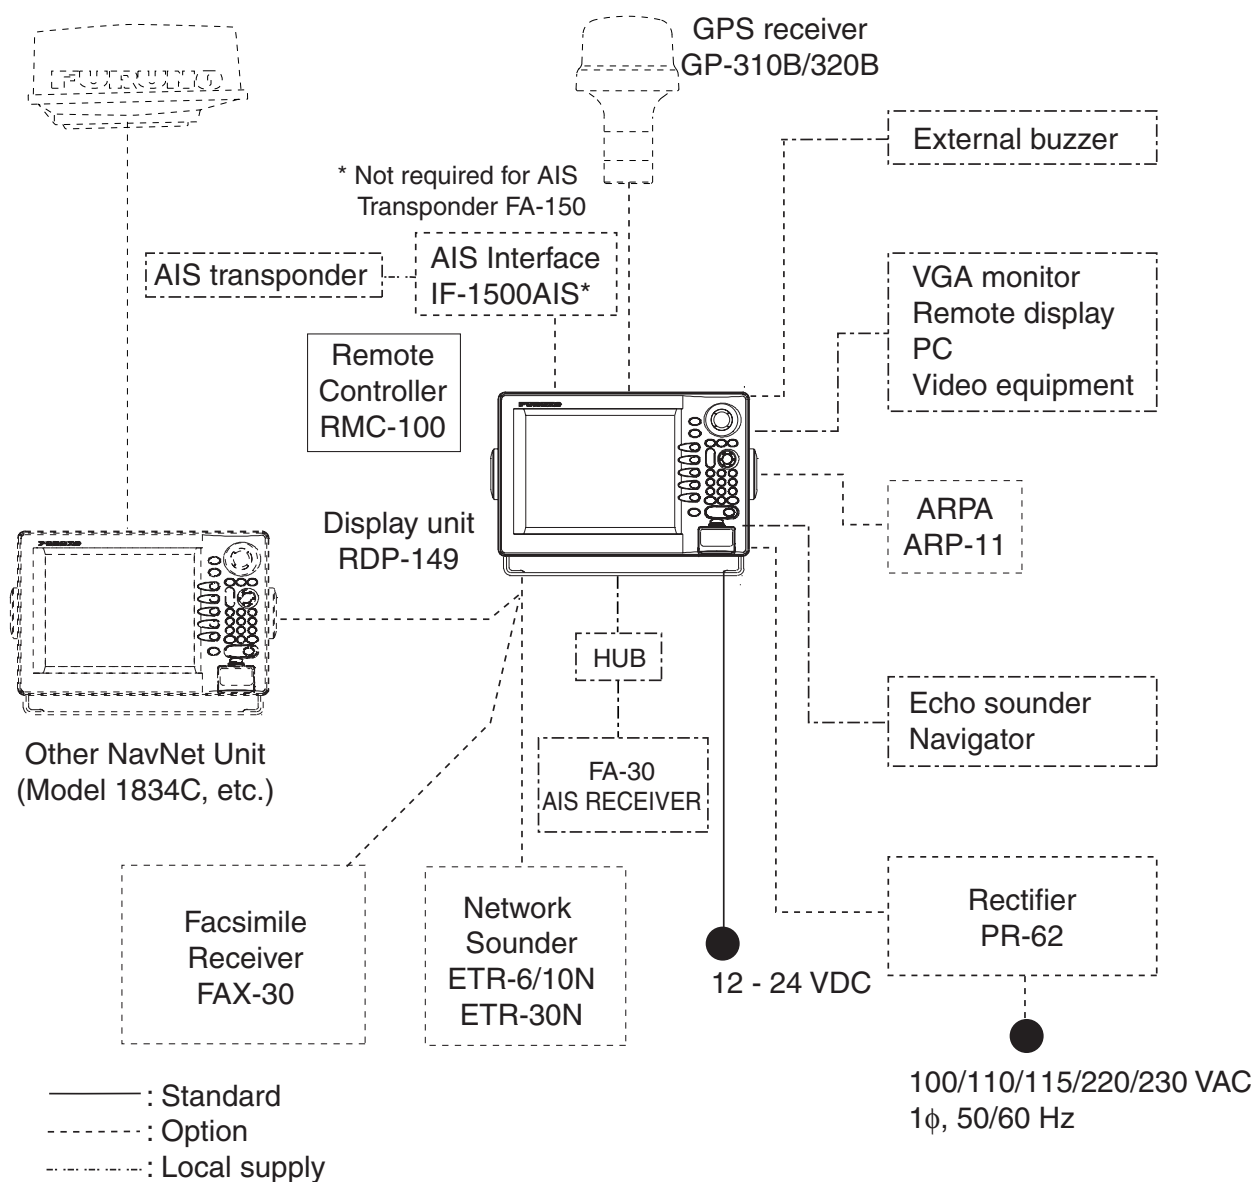 FURUNO
GPS receiver
GP-310B/320B
External buzzer
* Not required for AIS
Transponder FA-150
AIS transponder
AIS Interface
IF-1500AIS*
VGA monitor
Remote display
PC
Video equipment
Remote
Controller
RMC-100
FURUNO
Display unit
RDP-149
ARPA
ARP-11
FURUNO
HUB
Echo sounder
Navigator
Other NavNet Unit
(Model 1834C, etc.)
FA-30
AIS RECEIVER
Facsimile
Receiver
FAX-30
Network
Sounder
ETR-6/10N
ETR-30N
12 - 24 VDC
Rectifier
PR-62
100/110/115/220/230 VAC
1ϕ, 50/60 Hz
: Standard
: Option
: Local supply